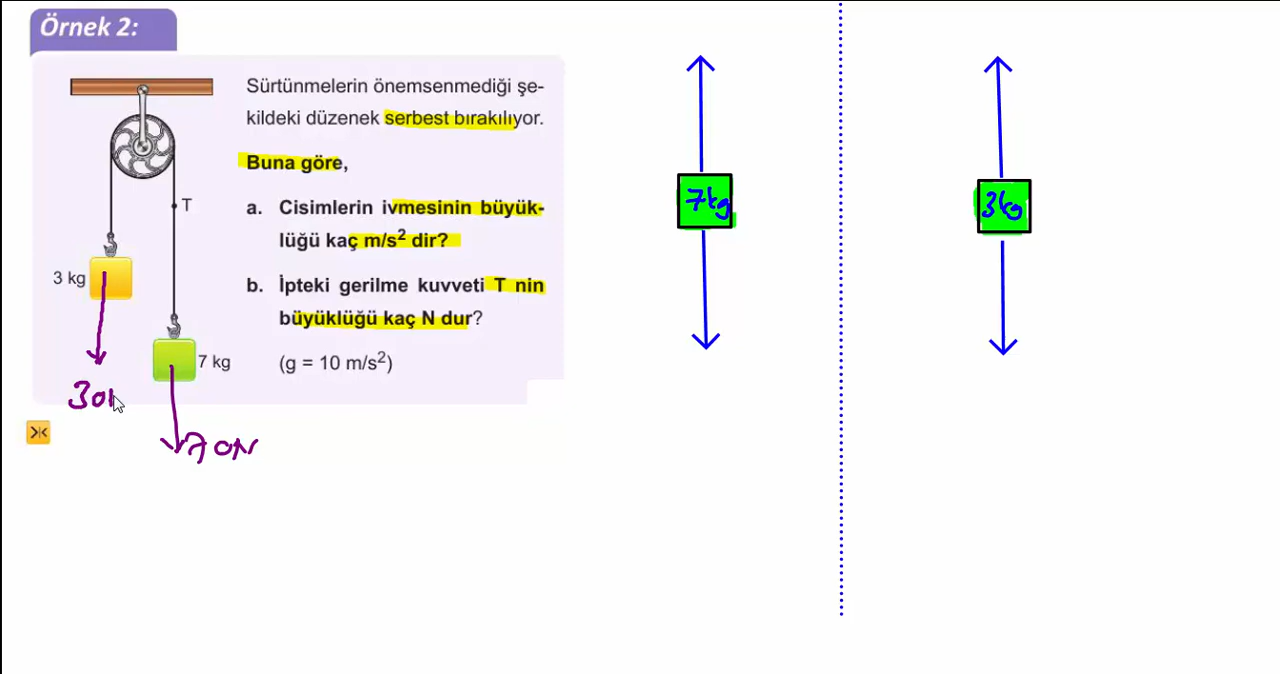 Örnek 2:
Sürtünmelerin önemsenmediği şe-
kildeki düzenek serbest bırakılıyor.
Buna göre,
a. Cisimlerin ivmesinin büyük-
lüğü kaç m/s² dir?
b. İpteki gerilme kuvveti T nin
büyüklüğü kaç N dur?
(g = 10 m/s²)
T
3 kg
7 kg
30
70N
7kg
3kg